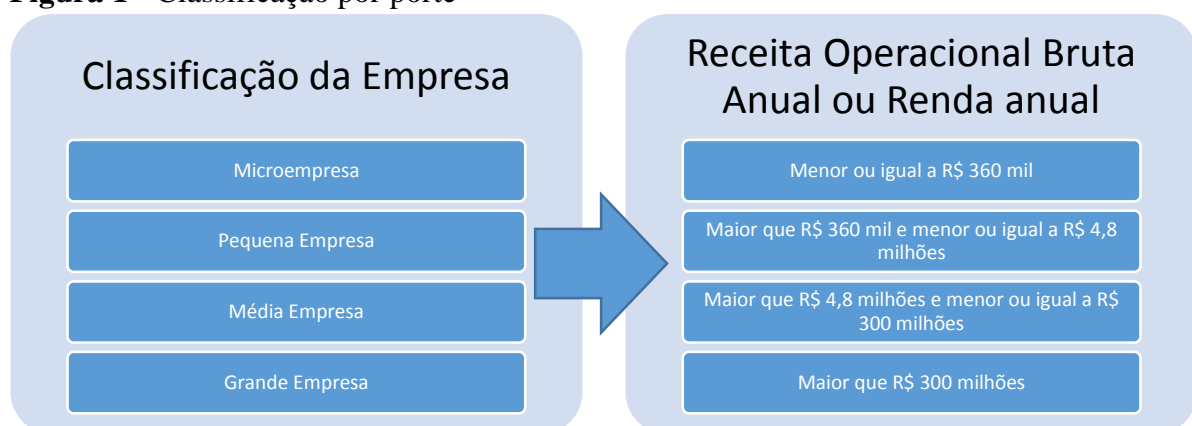 Figura 1 - Classificação por porte
Classificação da Empresa
Microempresa
Pequena Empresa
Média Empresa
Grande Empresa
Receita Operacional Bruta
Anual ou Renda anual
Menor ou igual a R$ 360 mil
Maior que R$ 360 mil e menor ou igual a R$ 4,8
milhões
Maior que R$ 4,8 milhões e menor ou igual a R$
300 milhões
Maior que R$ 300 milhões